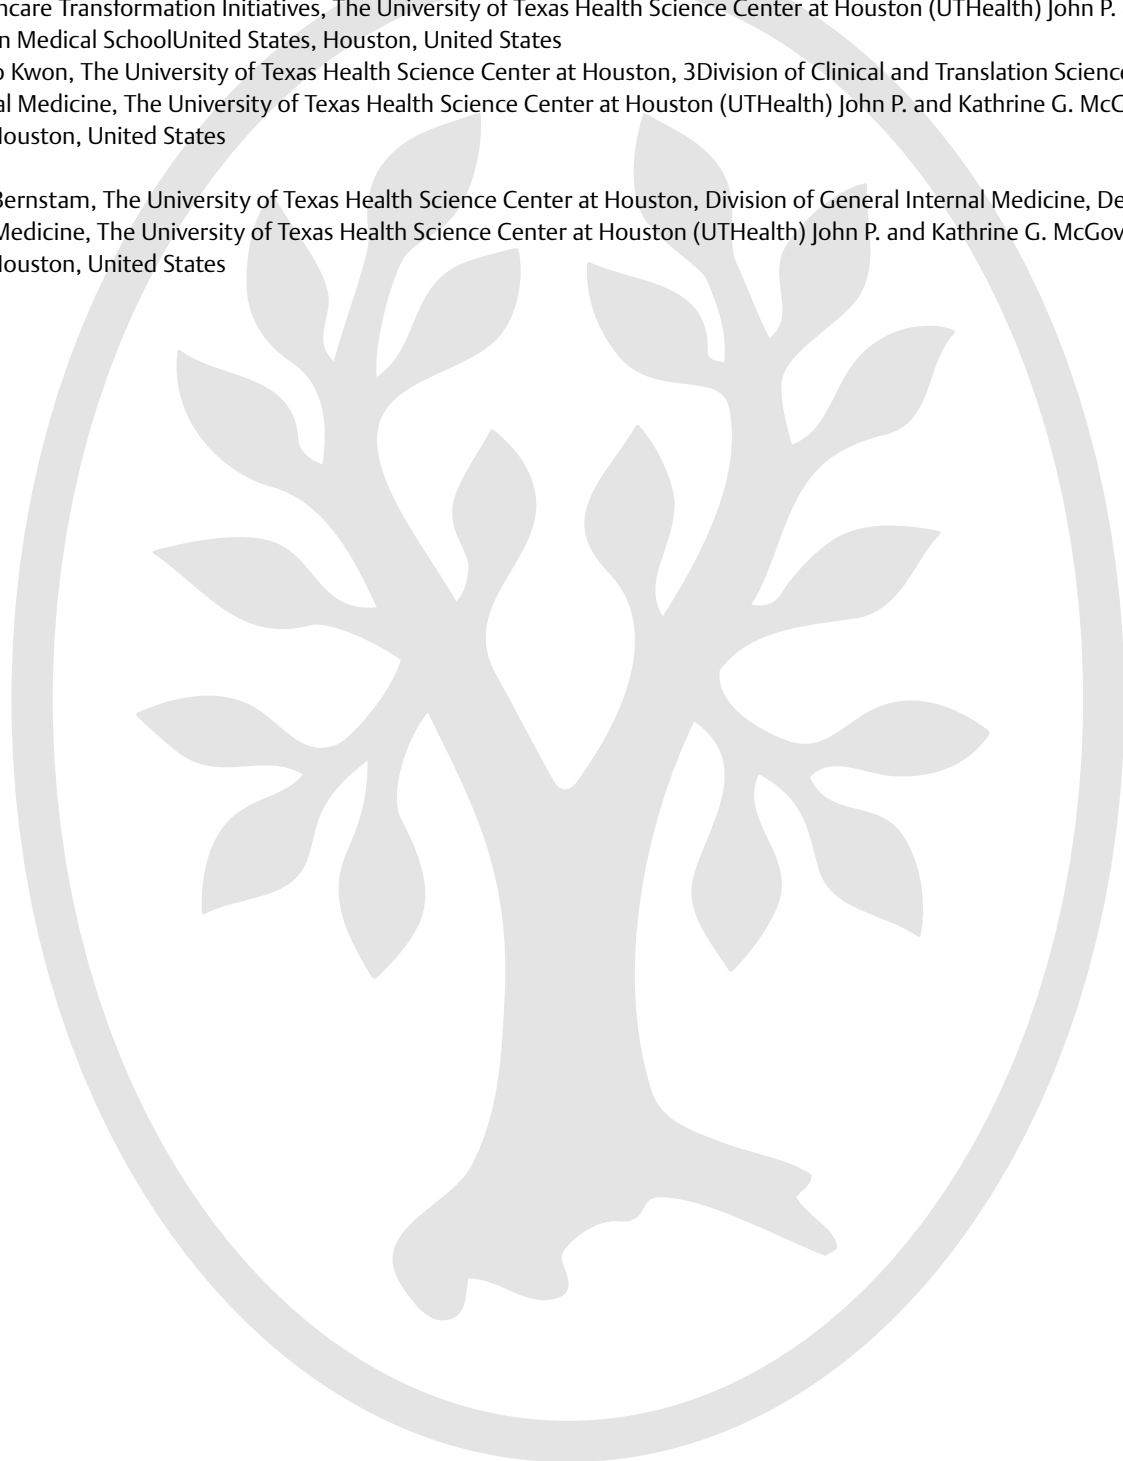 ncare Transformation Initiatives, The University of Texas Health Science Center at Houston (UTHealth) John P.
n Medical SchoolUnited States, Houston, United States
o Kwon, The University of Texas Health Science Center at Houston, 3Division of Clinical and Translation Science
al Medicine, The University of Texas Health Science Center at Houston (UTHealth) John P. and Kathrine G. McG
Houston, United States
Bernstam, The University of Texas Health Science Center at Houston, Division of General Internal Medicine, De
Medicine, The University of Texas Health Science Center at Houston (UTHealth) John P. and Kathrine G. McGov
Houston, United States